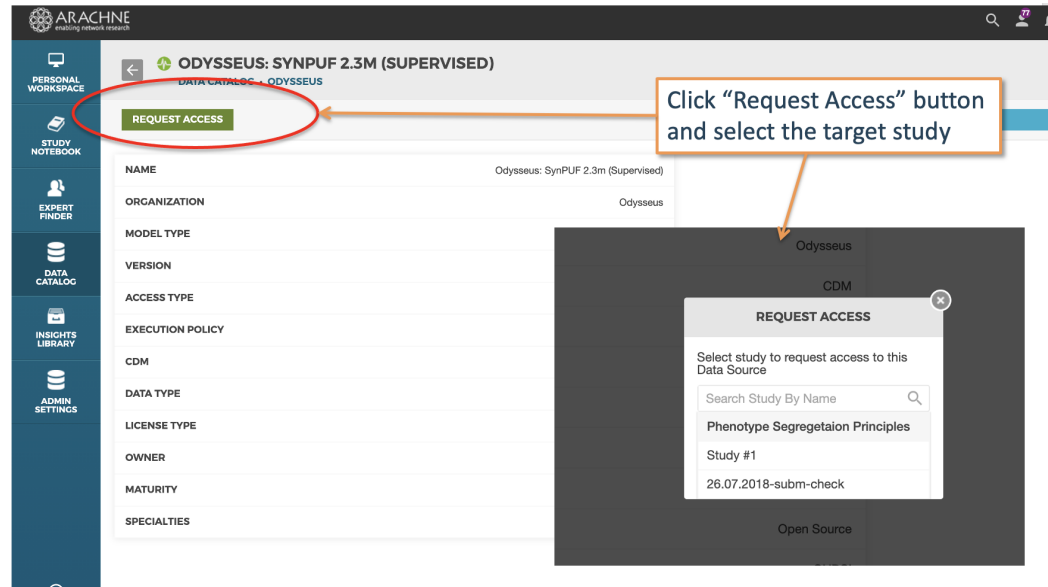 ARACHNE
enabling network research
77
PERSONAL
WORKSPACE
STUDY
NOTEBOOK
EXPERT
FINDER
DATA
CATALOG
INSIGHTS
LIBRARY
ADMIN
SETTINGS
ODYSSEUS: SYNPUF 2.3M (SUPERVISED)
DATA CATALOG • ODYSSEUS
REQUEST ACCESS
Click “Request Access” button
and select the target study
NAME Odysseus: SynPUF 2.3m (Supervised)
ORGANIZATION Odysseus
MODEL TYPE
VERSION
ACCESS TYPE
EXECUTION POLICY
CDM
DATA TYPE
LICENSE TYPE
OWNER
MATURITY
SPECIALTIES
Odysseus
CDM
REQUEST ACCESS
Select study to request access to this
Data Source
Search Study By Name
Phenotype Segregetaion Principles
Study #1
26.07.2018-subm-check
Open Source